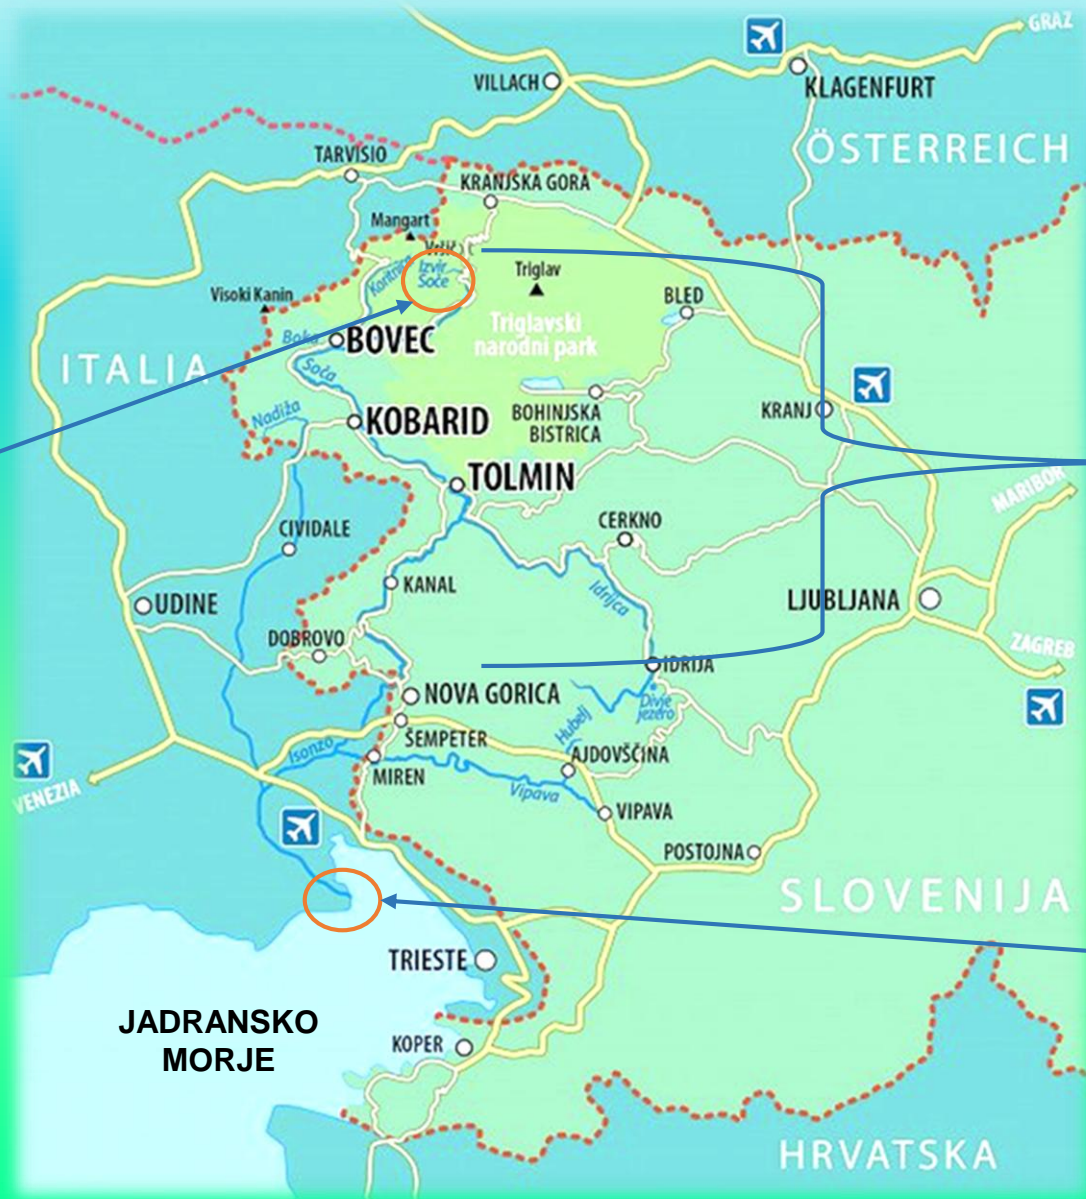 GRAZ
VILLACH
KLAGENFURT
ÖSTERREICH
TARVISIO
KRANJSKA GORA
Mangart
Vršič
Koritnica
Izvir
Soče
Triglav
Visoki Kanin
BLED
Boka
BOVEC
Triglavski
narodni park
ITALIA
Soča
KRANJ
Nadiža
KOBARID
BOHINJSKA
BISTRICA
TOLMIN
MARIBOR
CIVIDALE
CERKNO
KANAL
Idrijca
UDINE
LJUBLJANA
DOBROVO
ZAGREB
IDRIJA
NOVA GORICA
Divje
jezero
Hubelj
ŠEMPETER
Isonzo
AJDOVŠČINA
MIREN
VENEZIA
Vipava
VIPAVA
POSTOJNA
SLOVENIJA
TRIESTE
JADRANSKO
MORJE
KOPER
HRVATSKA